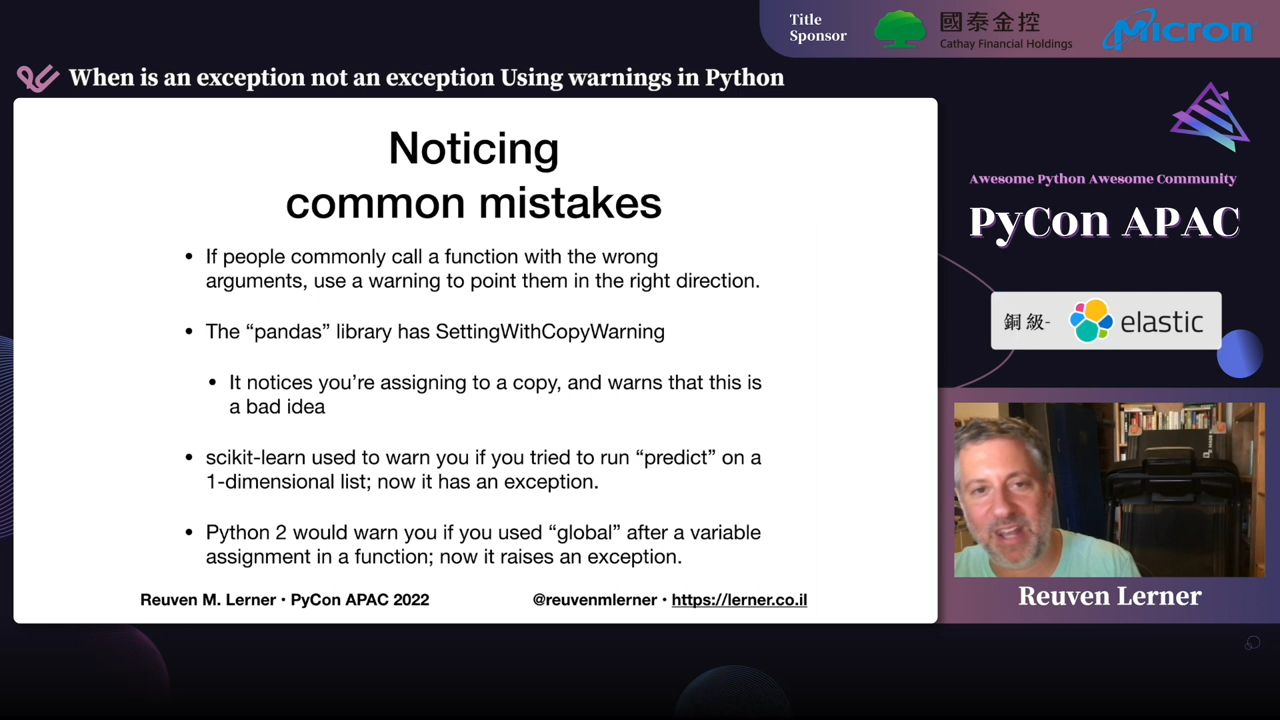 Title
Sponsor
國泰金控
Cathay Financial Holdings
Micron
When is an exception not an exception Using warnings in Python
Noticing
common mistakes
• If people commonly call a function with the wrong
arguments, use a warning to point them in the right direction.
• The “pandas” library has SettingWithCopyWarning
• It notices you’re assigning to a copy, and warns that this is
a bad idea
• scikit-learn used to warn you if you tried to run “predict” on a
1-dimensional list; now it has an exception.
• Python 2 would warn you if you used “global” after a variable
assignment in a function; now it raises an exception.
Reuven M. Lerner • PyCon APAC 2022
@reuvenmlerner • https://lerner.co.il
Awesome Python Awesome Community
PyCon APAC
銅級-
elastic
Reuven Lerner